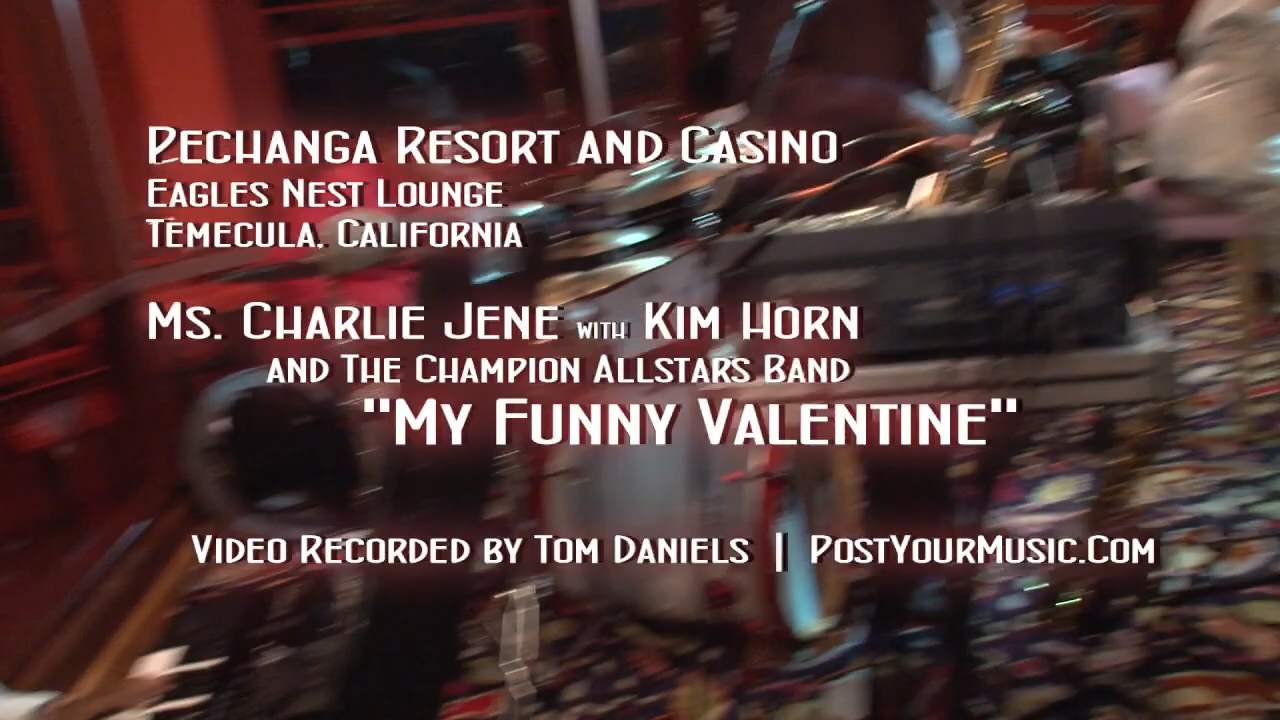 Pechanga Resort and Casino
Eagles Nest Lounge
Temecula, California
Ms. Charlie Jene with Kim Horn
and The Champion Allstars Band
"My Funny Valentine"
Video Recorded by Tom Daniels | PostYourMusic.Com